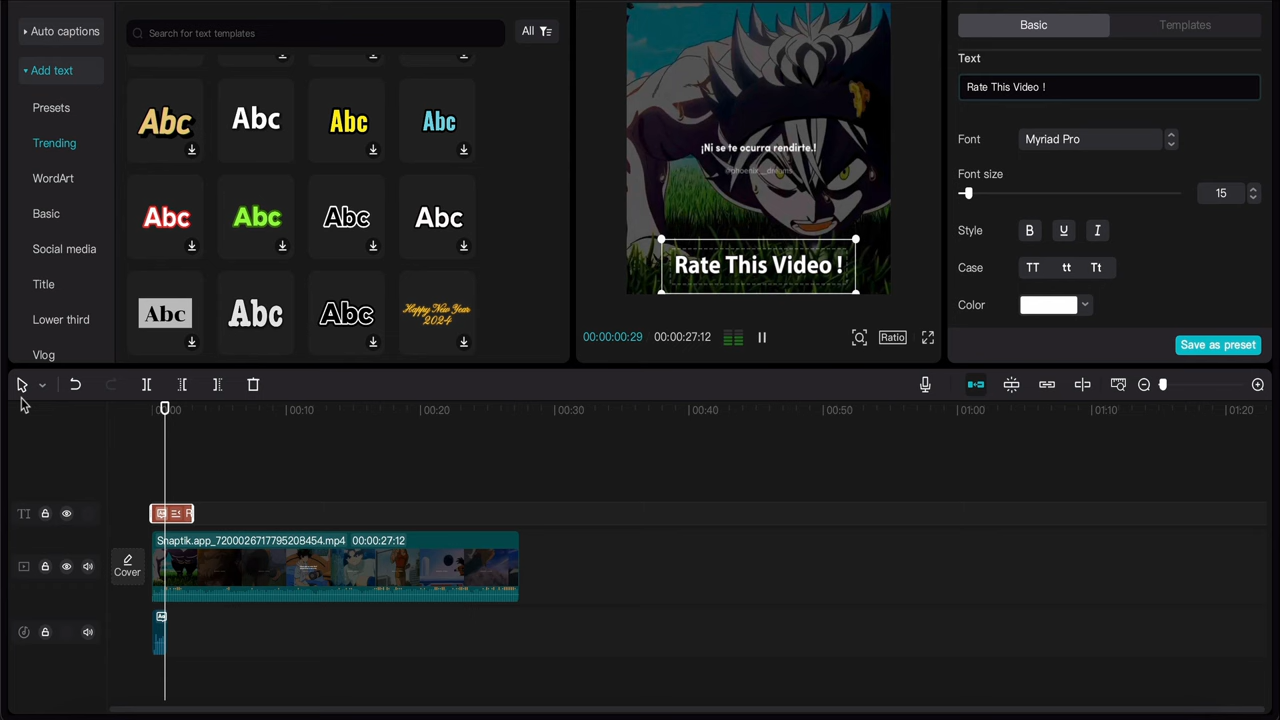 Auto captions
Add text
Presets
Trending
WordArt
Basic
Social media
Title
Lower third
Vlog
Search for text templates
All
Abc
Abc
Abc
Abc
Abc
Abc
Abc
Abc
Abc
Abc
Abc
Happy New Year
2024
¡Ni se te ocurra rendirte.!
Rate This Video !
00:00:00:29
00:00:27:12
Ratio
Basic
Templates
Text
Rate This Video !
Font
Myriad Pro
Font size
15
Style
B
U
I
Case
TT
tt
Tt
Color
Save as preset
00:10
00:20
00:30
00:40
00:50
01:00
01:10
01:20
TI
Cover
Snaptik.app_7200026717795208454.mp4 00:00:27:12